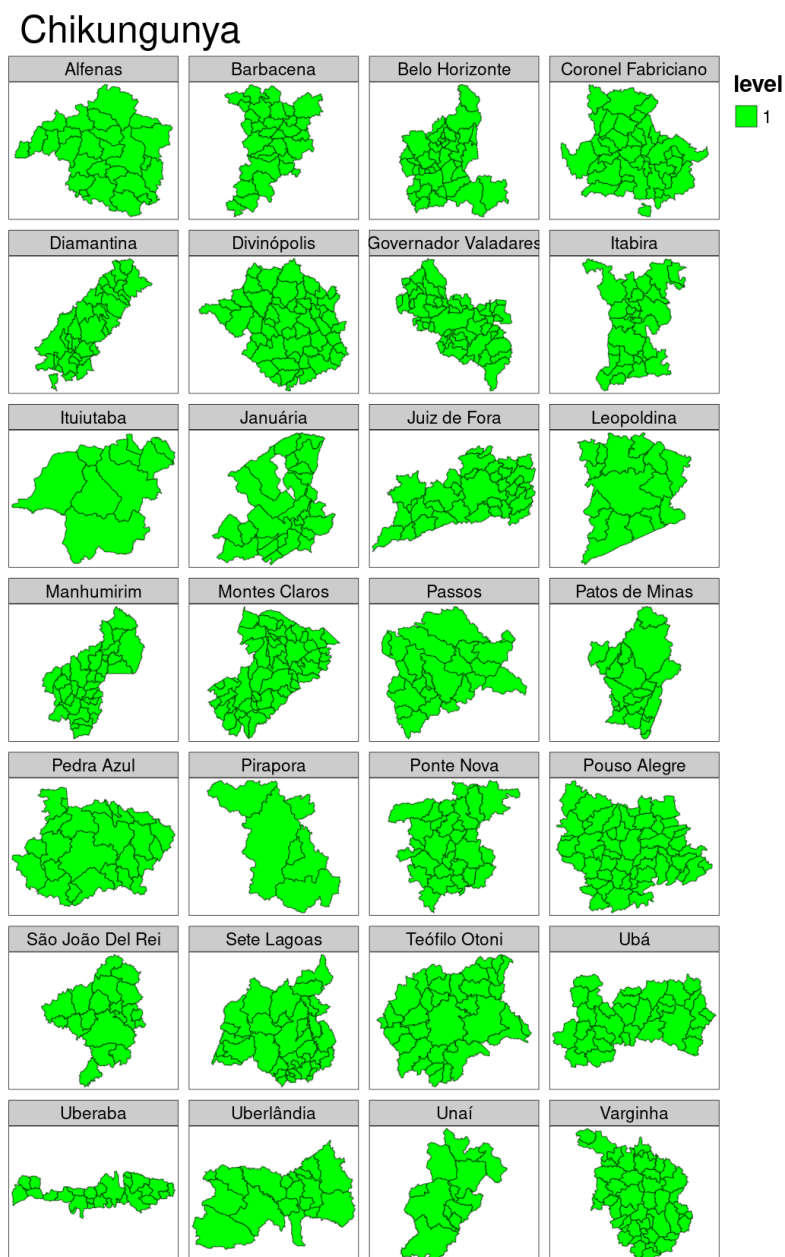 Chikungunya
Alfenas
Barbacena
Belo Horizonte
Coronel Fabriciano
level
1
Diamantina
Divinópolis
Governador Valadares
Itabira
Ituiutaba
Januária
Juiz de Fora
Leopoldina
Manhumirim
Montes Claros
Passos
Patos de Minas
Pedra Azul
Pirapora
Ponte Nova
Pouso Alegre
São João Del Rei
Sete Lagoas
Teófilo Otoni
Ubá
Uberaba
Uberlândia
Unaí
Varginha